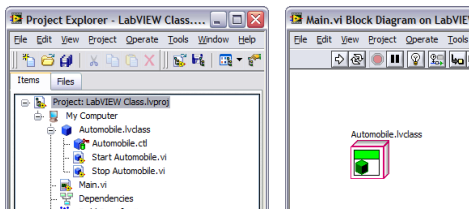 Project Explorer - LabVIEW Class....
File Edit View Project Operate Tools Window Help
Items Files
Project: LabVIEW Class.lvproj
My Computer
Automobile.lvclass
Automobile.ctl
Start Automobile.vi
Stop Automobile.vi
Main.vi
Dependencies
Main.vi Block Diagram on LabVIE
File Edit View Project Operate Tools
Automobile.lvclass